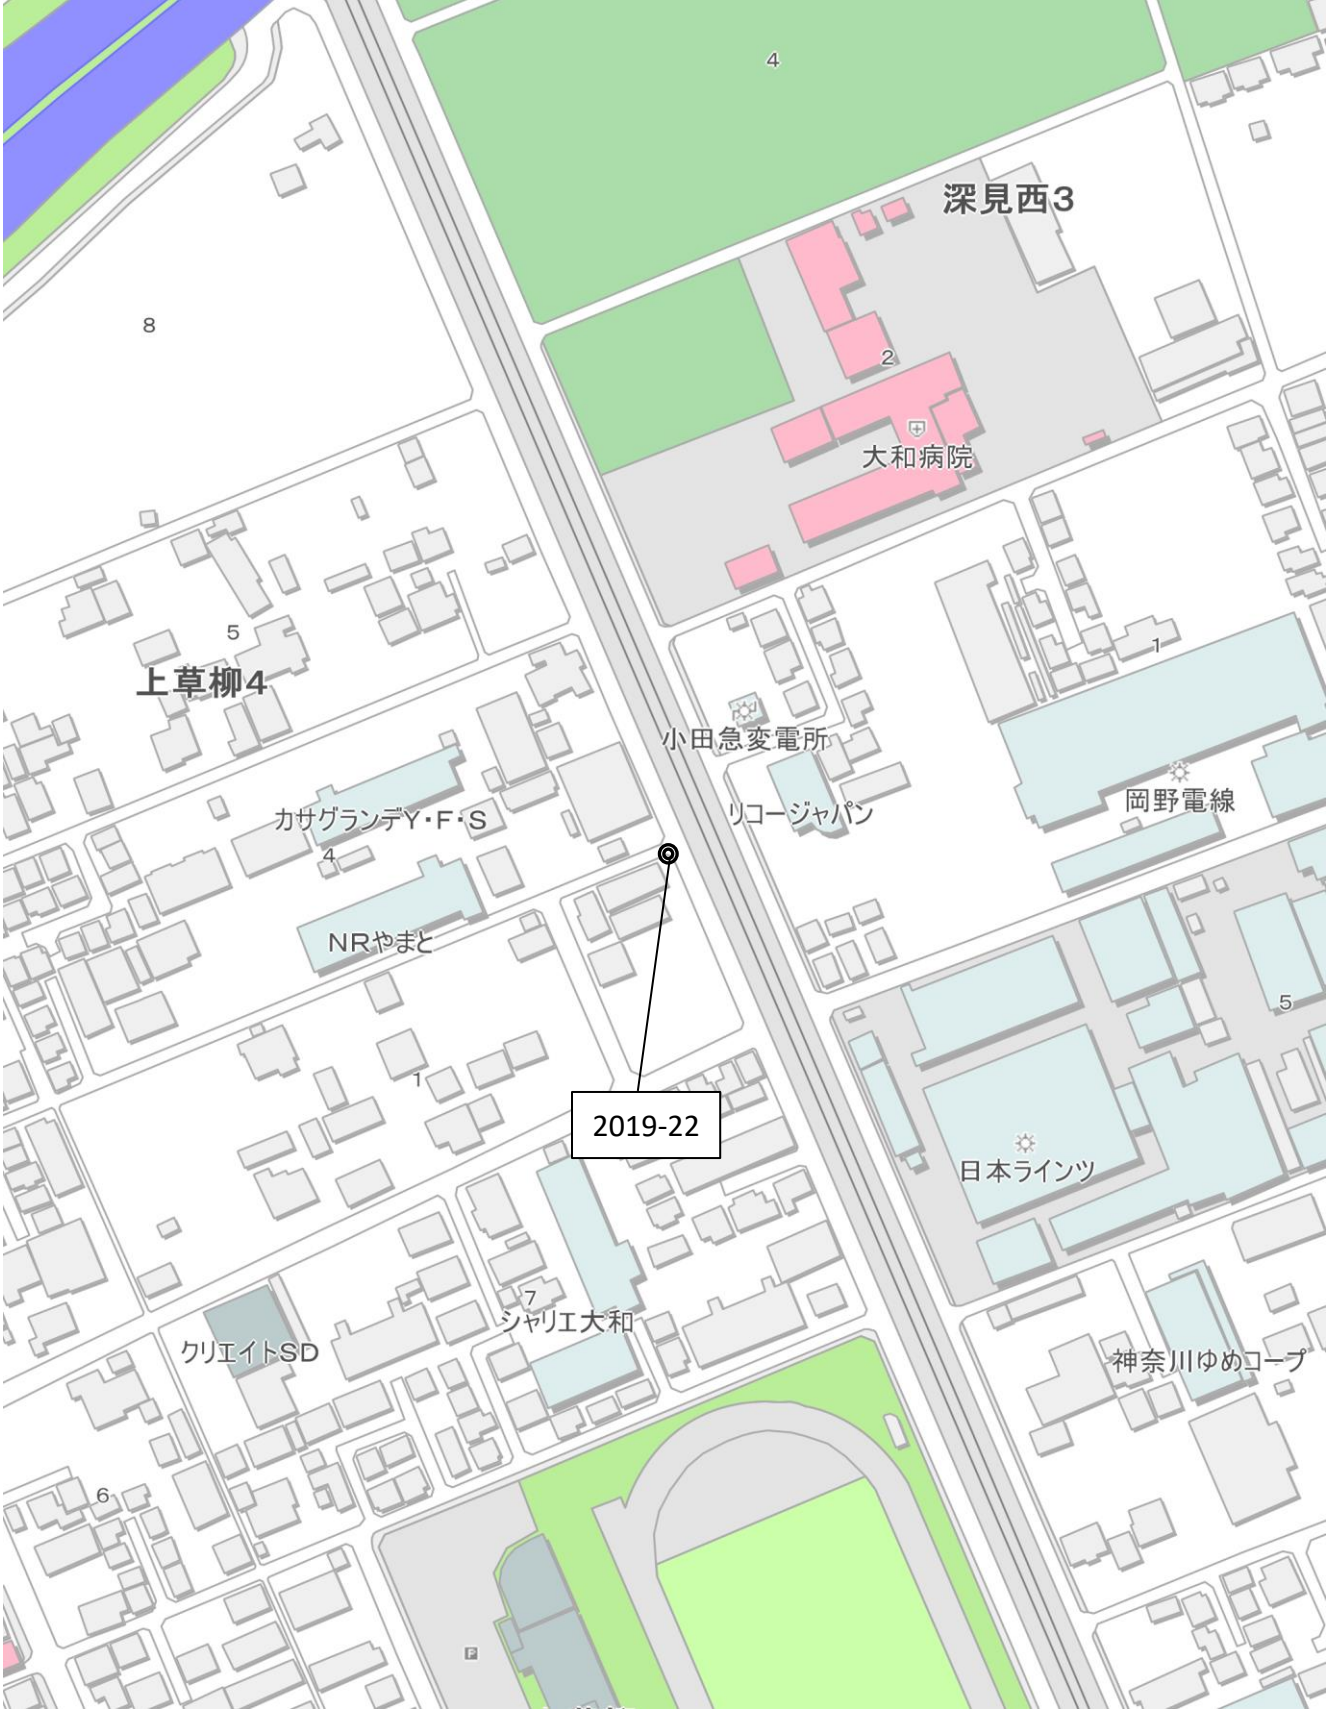 4
深見西3
8
2
大和病院
5
上草柳4
1
小田急変電所
カサグランデY・F・S
リコージャパン
岡野電線
4
NRやまと
5
1
2019-22
日本ラインツ
7
シャリエ大和
クリエイトSD
神奈川ゆめコープ
6
P